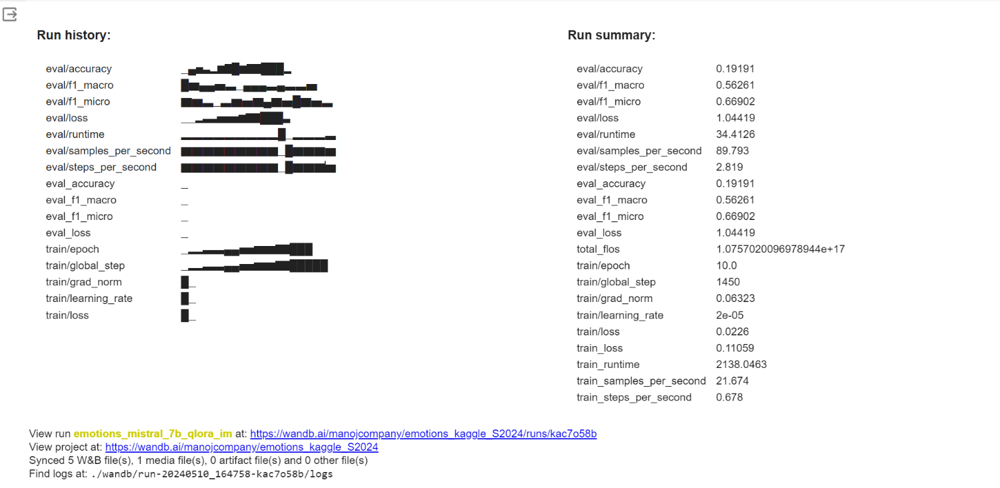 Run history:
eval/accuracy
eval/f1_macro
eval/f1_micro
eval/loss
eval/runtime
eval/samples_per_second
eval/steps_per_second
eval_accuracy
eval_f1_macro
eval_f1_micro
eval_loss
train/epoch
train/global_step
train/grad_norm
train/learning_rate
train/loss
Run summary:
eval/accuracy 0.19191
eval/f1_macro 0.56261
eval/f1_micro 0.66902
eval/loss 1.04419
eval/runtime 34.4126
eval/samples_per_second 89.793
eval/steps_per_second 2.819
eval_accuracy 0.19191
eval_f1_macro 0.56261
eval_f1_micro 0.66902
eval_loss 1.04419
total_flos 1.0757020096978944e+17
train/epoch 10.0
train/global_step 1450
train/grad_norm 0.06323
train/learning_rate 2e-05
train/loss 0.0226
train_loss 0.11059
train_runtime 2138.0463
train_samples_per_second 21.674
train_steps_per_second 0.678
View run emotions_mistral_7b_qlora_im at: https://wandb.ai/manojcompany/emotions_kaggle_S2024/runs/kac7o58b
View project at: https://wandb.ai/manojcompany/emotions_kaggle_S2024
Synced 5 W&B file(s), 1 media file(s), 0 artifact file(s) and 0 other file(s)
Find logs at: ./wandb/run-20240510_164758-kac7o58b/logs